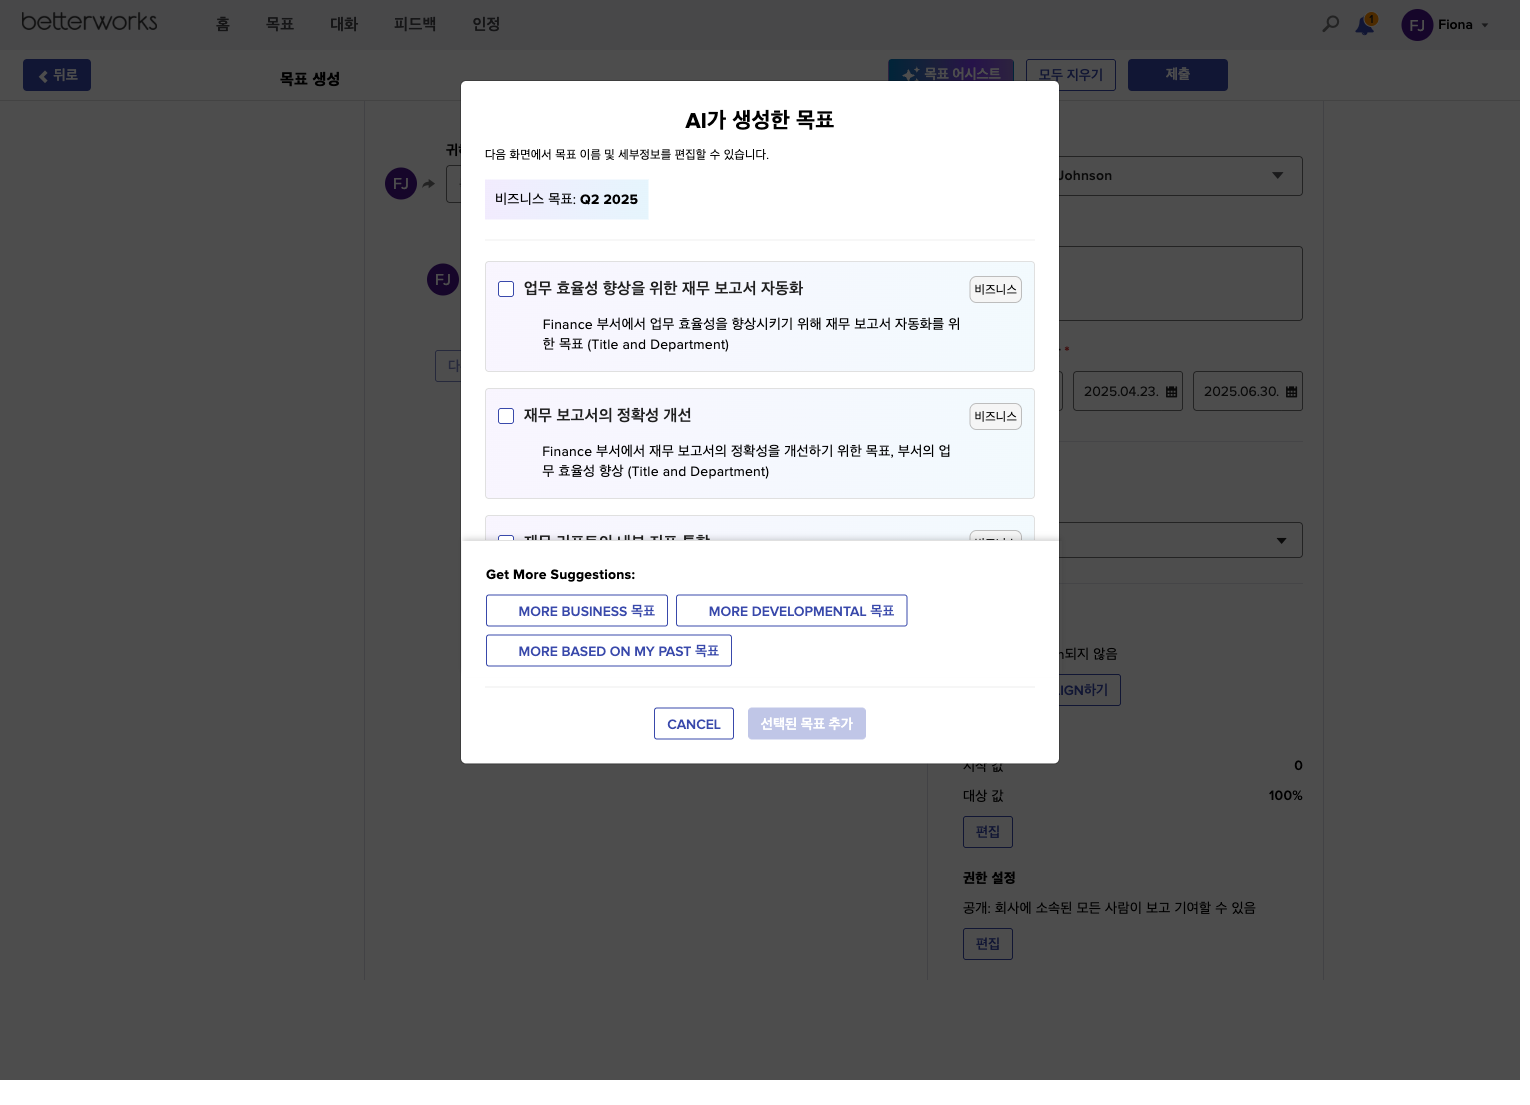 betterworks
홈
목표
대화
피드백
인정
1
FJ
Fiona
뒤로
목표 생성
목표 어시스트
모두 지우기
제출
FJ
Johnson
AI가 생성한 목표
다음 화면에서 목표 이름 및 세부정보를 편집할 수 있습니다.
비즈니스 목표: Q2 2025
업무 효율성 향상을 위한 재무 보고서 자동화
비즈니스
Finance 부서에서 업무 효율성을 향상시키기 위해 재무 보고서 자동화를 위
한 목표 (Title and Department)
FJ
*
2025.04.23.
2025.06.30.
재무 보고서의 정확성 개선
비즈니스
Finance 부서에서 재무 보고서의 정확성을 개선하기 위한 목표, 부서의 업
무 효율성 향상 (Title and Department)
Get More Suggestions:
MORE BUSINESS 목표
MORE DEVELOPMENTAL 목표
MORE BASED ON MY PAST 목표
되지 않음
IGN하기
CANCEL
선택된 목표 추가
시작 값
0
대상 값
100%
편집
권한 설정
공개: 회사에 소속된 모든 사람이 보고 기여할 수 있음
편집